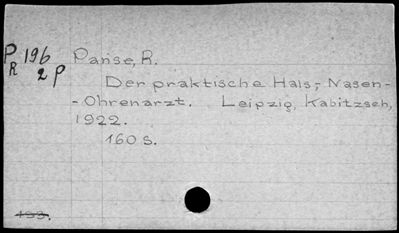 P 196 Panse, R.
R 2 P
Der praktische Hals-, Nasen-
-Ohrenarzt. Leipzig, Kabitzsch,
1922.
160 S.